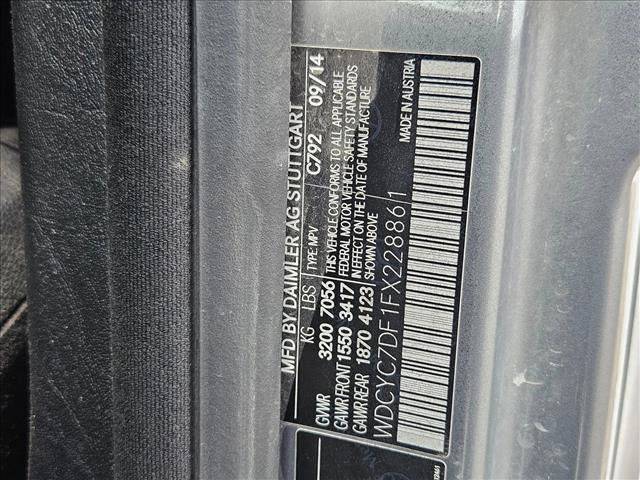 MFD BY DAIMLER AG STUTTGART
KG LBS TYPE: MPV C792 09/14
GVWR 3200 7056 THIS VEHICLE CONFORMS TO ALL APPLICABLE
GAWR FRONT 1550 3417 FEDERAL MOTOR VEHICLE SAFETY STANDARDS
GAWR REAR 1870 4123 IN EFFECT ON THE DATE OF MANUFACTURE
SHOWN ABOVE
WDCYC7DF1FX228861 MADE IN AUSTRIA